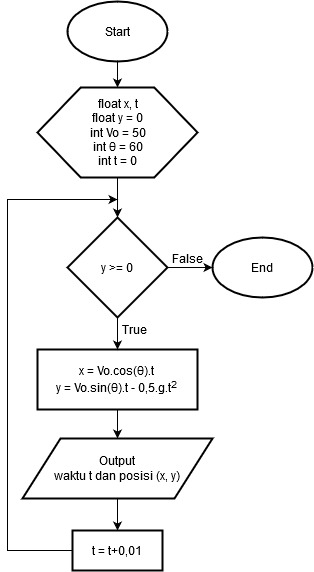 Start
float x, t
float y = 0
int Vo = 50
int θ = 60
int t = 0
y >= 0
False
End
True
x = Vo.cos(θ).t
y = Vo.sin(θ).t - 0,5.g.t²
Output
waktu t dan posisi (x, y)
t = t+0,01